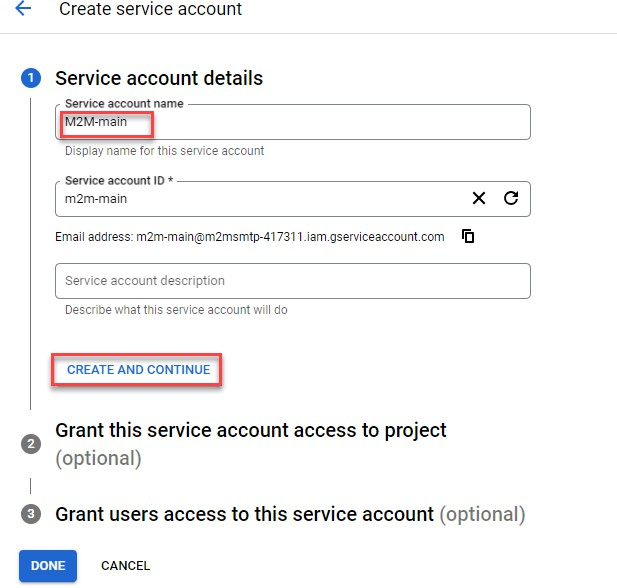 Create service account
1 Service account details
Service account name
M2M-main
Display name for this service account
Service account ID *
m2m-main
Email address: m2m-main@m2msmtp-417311.iam.gserviceaccount.com
Service account description
Describe what this service account will do
CREATE AND CONTINUE
2 Grant this service account access to project
(optional)
3 Grant users access to this service account (optional)
DONE CANCEL